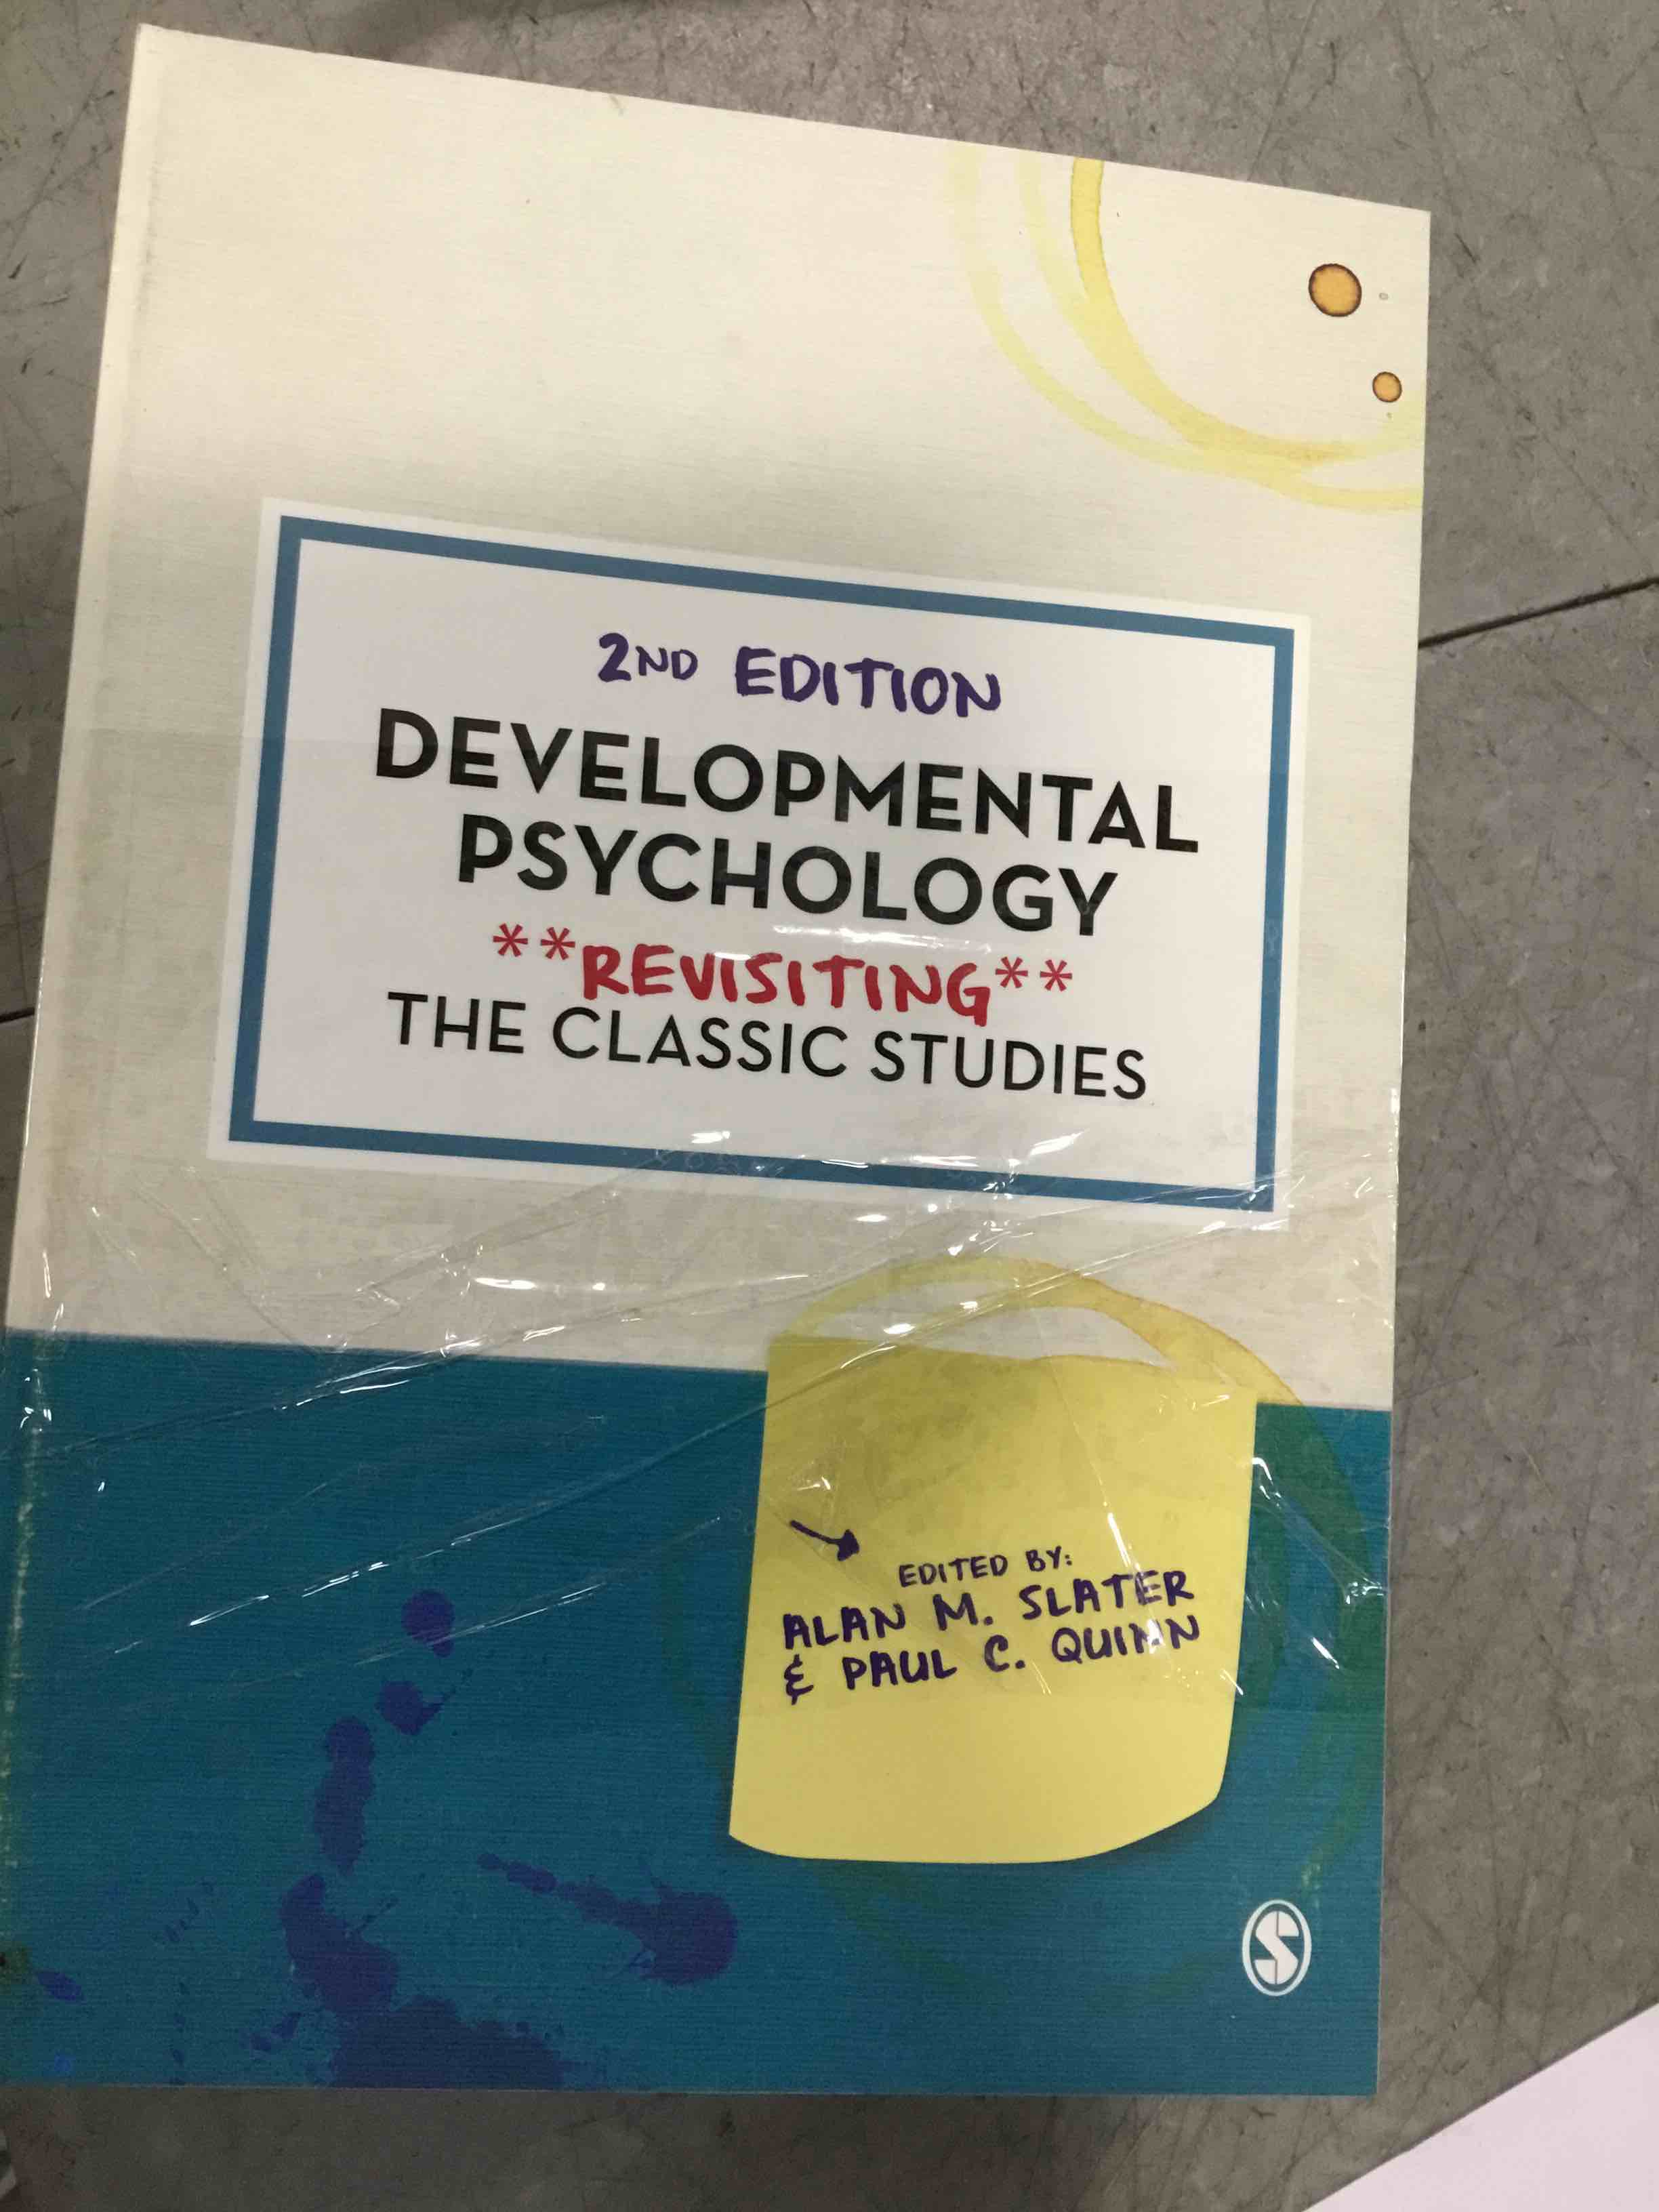 2ND EDITION
DEVELOPMENTAL
PSYCHOLOGY
**REVISITING**
THE CLASSIC STUDIES
EDITED BY:
ALAN M. SLATER
& PAUL C. QUINN
S